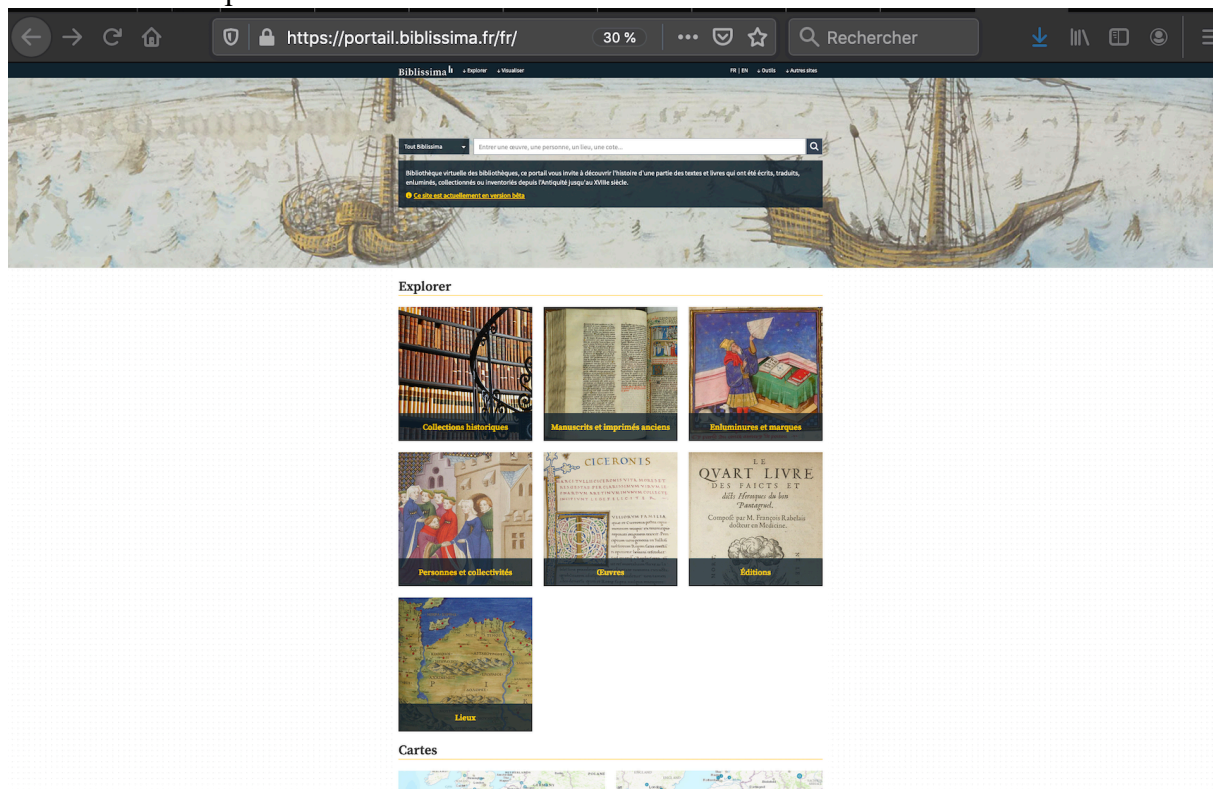 https://portail.biblissima.fr/fr/
30 %
Rechercher
Biblissima
Explorer
Visualiser
FR | EN
Outils
Autres sites
Tout Biblissima
Entrer une œuvre, une personne, un lieu, une cote...
Bibliothèque virtuelle des bibliothèques, ce portail vous invite à découvrir l'histoire d'une partie des textes et livres qui ont été écrits, traduits,
enluminés, collectionnés ou inventoriés depuis l'Antiquité jusqu'au XVIIIe siècle.
Ce site est actuellement en version bêta
Explorer
Collections historiques
Manuscrits et imprimés anciens
Enluminures et marques
CICERONIS
LE
QVART LIVRE
DES FAICTS ET
dicts Heroiques du bon
Pantagruel.
Composé par M. François Rabelais
docteur en Medicine.
Personnes et collectivités
Œuvres
Éditions
Lieux
Cartes